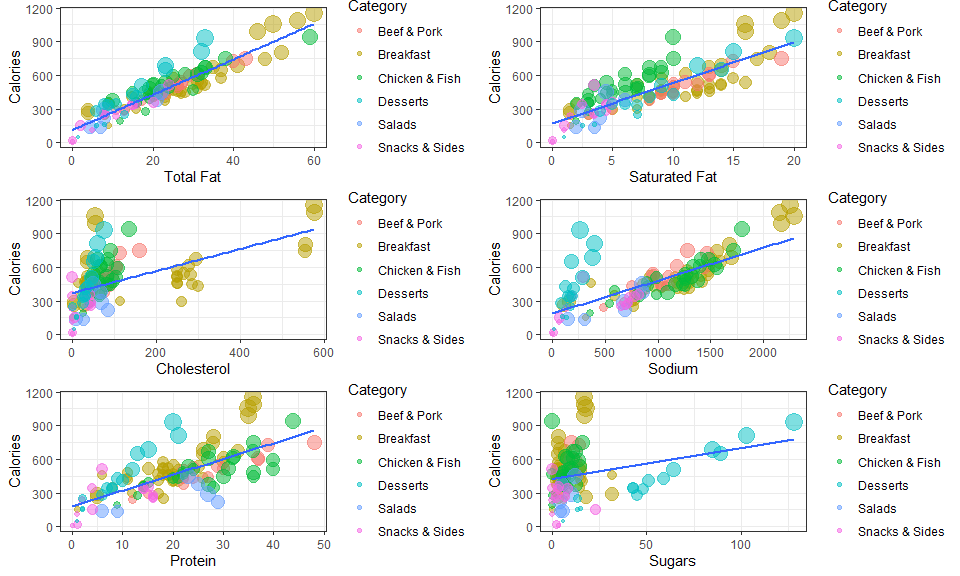 Calories
1200
900
600
300
0
0
20
40
60
Total Fat
Category
Beef & Pork
Breakfast
Chicken & Fish
Desserts
Salads
Snacks & Sides
Calories
1200
900
600
300
0
0
5
10
15
20
Saturated Fat
Category
Beef & Pork
Breakfast
Chicken & Fish
Desserts
Salads
Snacks & Sides
Calories
1200
900
600
300
0
0
200
400
600
Cholesterol
Category
Beef & Pork
Breakfast
Chicken & Fish
Desserts
Salads
Snacks & Sides
Calories
1200
900
600
300
0
0
500
1000
1500
2000
Sodium
Category
Beef & Pork
Breakfast
Chicken & Fish
Desserts
Salads
Snacks & Sides
Calories
1200
900
600
300
0
0
10
20
30
40
50
Protein
Category
Beef & Pork
Breakfast
Chicken & Fish
Desserts
Salads
Snacks & Sides
Calories
1200
900
600
300
0
0
50
100
Sugars
Category
Beef & Pork
Breakfast
Chicken & Fish
Desserts
Salads
Snacks & Sides